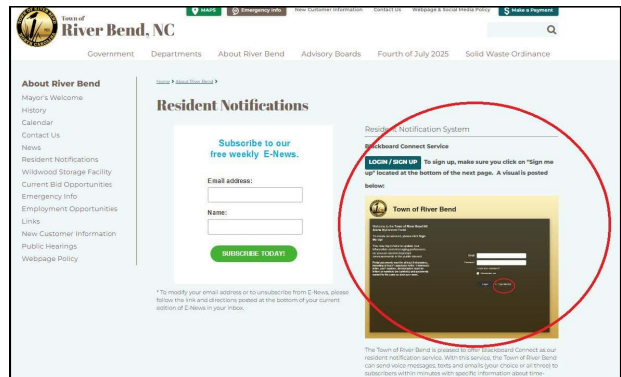 Town of
River Bend, NC
MAPS
Emergency Info
New Customer Information
Contact Us
Webpage & Social Media Policy
$ Make a Payment
Government
Departments
About River Bend
Advisory Boards
Fourth of July 2025
Solid Waste Ordinance
About River Bend
Mayor's Welcome
History
Calendar
Contact Us
News
Resident Notifications
Wildwood Storage Facility
Current Bid Opportunities
Emergency Info
Employment Opportunities
Links
New Customer Information
Public Hearings
Webpage Policy
Home > About River Bend >
Resident Notifications
Subscribe to our
free weekly E-News.
Email address:
Name:
SUBSCRIBE TODAY!
* To modify your email address or to unsubscribe from E-News, please
follow the link and directions posted at the bottom of your current
edition of E-News in your inbox.
Resident Notification System
Blackboard Connect Service
LOGIN / SIGN UP To sign up, make sure you click on "Sign me
up" located at the bottom of the next page. A visual is posted
below:
Town of River Bend
The Town of River Bend is pleased to offer Blackboard Connect as our
resident notification service. With this service, the Town of River Bend
can send voice messages, texts and emails (your choice or all three) to
subscribers within minutes with specific information about time-